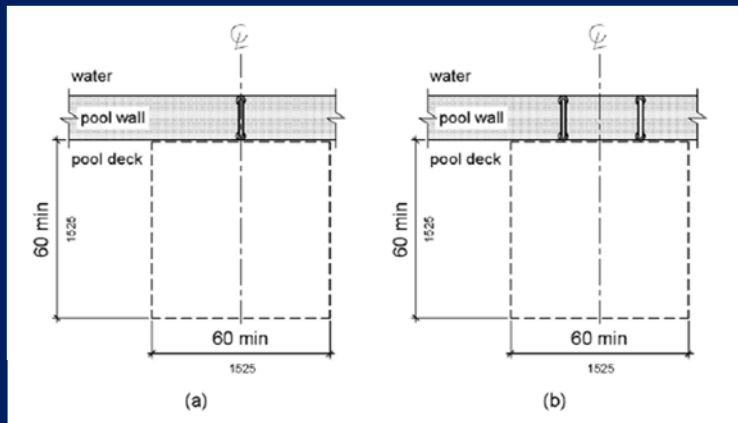 ℄
water
pool wall
pool deck
60 min
1525
60 min
1525
(a)
℄
water
pool wall
pool deck
60 min
1525
60 min
1525
(b)